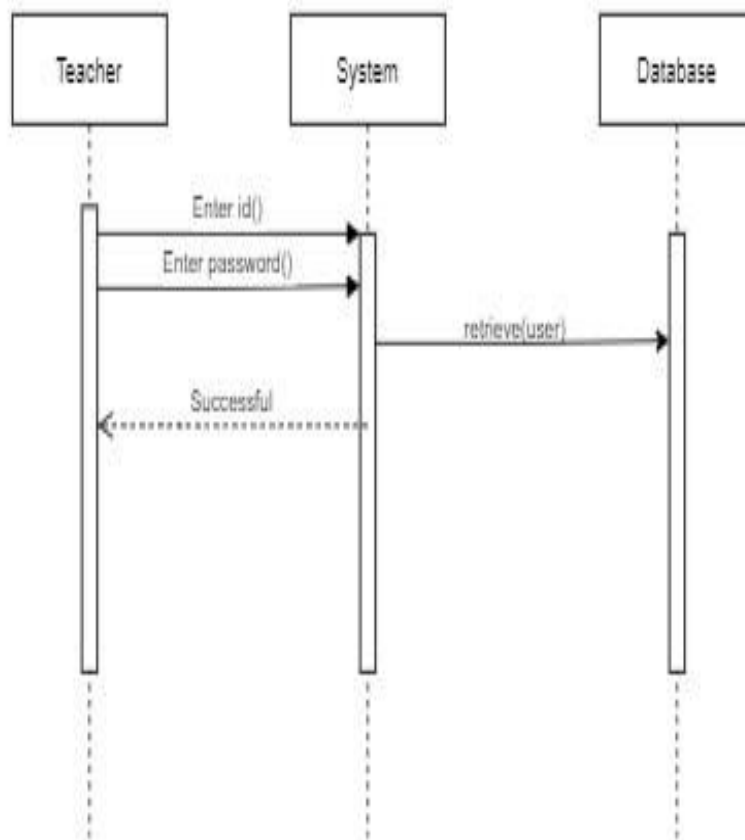 Teacher
System
Database
Enter id()
Enter password()
retrieve(user)
Successful